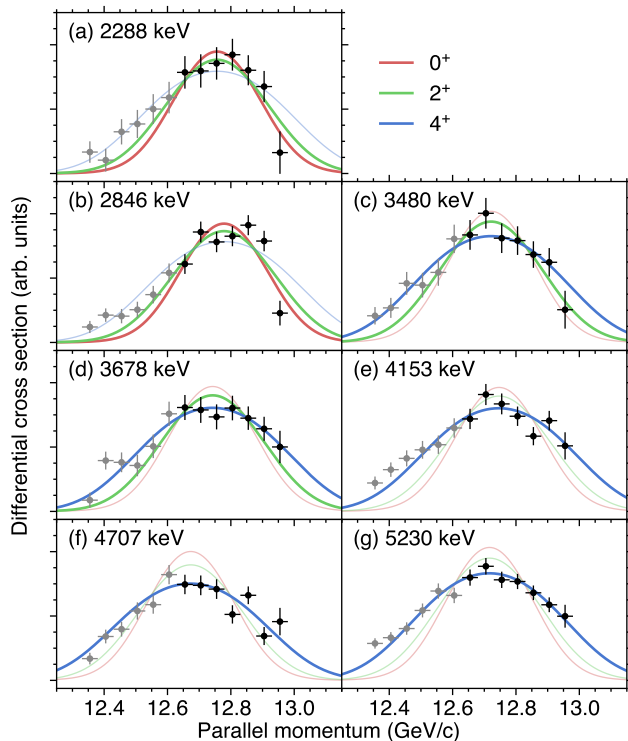 (a) 2288 keV
0⁺
2⁺
4⁺
(b) 2846 keV
(c) 3480 keV
(d) 3678 keV
(e) 4153 keV
(f) 4707 keV
(g) 5230 keV
Differential cross section (arb. units)
12.4 12.6 12.8 13.0 12.4 12.6 12.8 13.0
Parallel momentum (GeV/c)